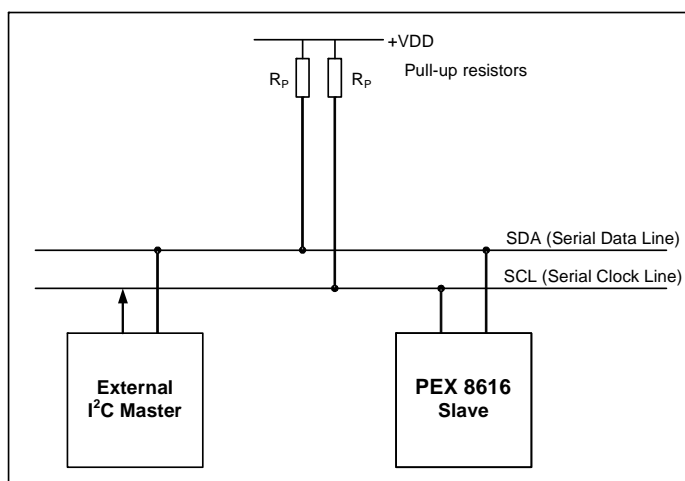 +VDD
R_P R_P Pull-up resistors
SDA (Serial Data Line)
SCL (Serial Clock Line)
External
I²C Master
PEX 8616
Slave